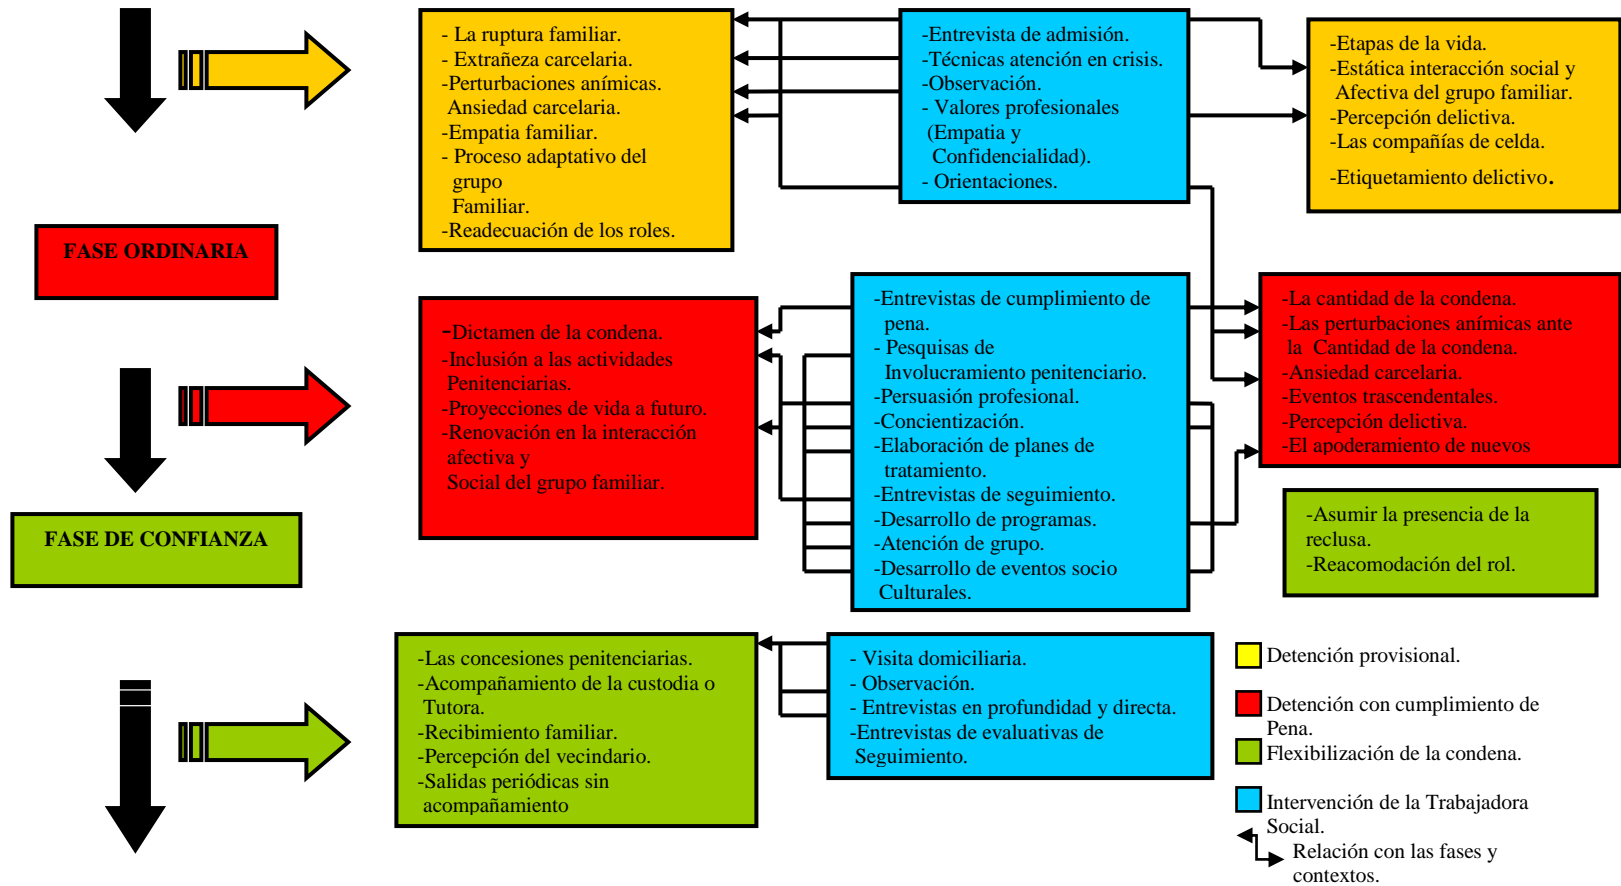 - La ruptura familiar.
- Extrañeza carcelaria.
- Perturbaciones anímicas.
Ansiedad carcelaria.
-Empatia familiar.
- Proceso adaptativo del
grupo
Familiar.
-Readecuación de los roles.
-Entrevista de admisión.
-Técnicas atención en crisis.
-Observación.
- Valores profesionales
(Empatia y
Confidencialidad).
- Orientaciones.
-Etapas de la vida.
-Estática interacción social y
Afectiva del grupo familiar.
-Percepción delictiva.
-Las compañías de celda.
-Etiquetamiento delictivo.
FASE ORDINARIA
-Dictamen de la condena.
-Inclusión a las actividades
Penitenciarias.
-Proyecciones de vida a futuro.
-Renovación en la interacción
afectiva y
Social del grupo familiar.
-Entrevistas de cumplimiento de
pena.
- Pesquisas de
Involucramiento penitenciario.
-Persuasión profesional.
-Concientización.
-Elaboración de planes de
tratamiento.
-Entrevistas de seguimiento.
-Desarrollo de programas.
-Atención de grupo.
-Desarrollo de eventos socio
Culturales.
-La cantidad de la condena.
-Las perturbaciones anímicas ante
la Cantidad de la condena.
-Ansiedad carcelaria.
-Eventos trascendentales.
-Percepción delictiva.
-El apoderamiento de nuevos
FASE DE CONFIANZA
-Asumir la presencia de la
reclusa.
-Reacomodación del rol.
-Las concesiones penitenciarias.
-Acompañamiento de la custodia o
Tutora.
-Recibimiento familiar.
-Percepción del vecindario.
-Salidas periódicas sin
acompañamiento
- Visita domiciliaria.
- Observación.
- Entrevistas en profundidad y directa.
-Entrevistas de evaluativas de
Seguimiento.
Detención provisional.
Detención con cumplimiento de
Pena.
Flexibilización de la condena.
Intervención de la Trabajadora
Social.
Relación con las fases y
contextos.